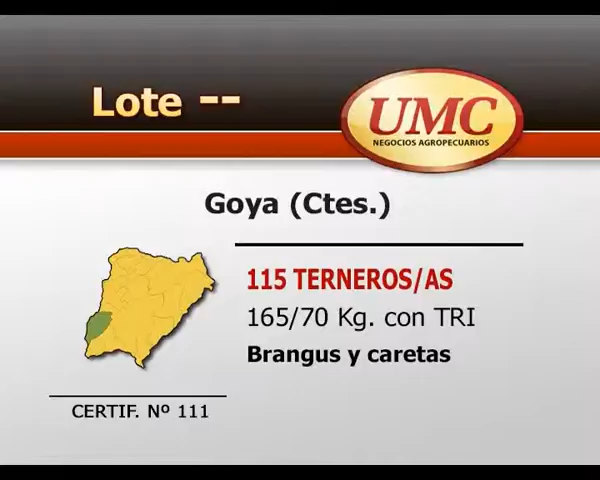 Lote --
UMC
NEGOCIOS AGROPECUARIOS
Goya (Ctes.)
115 TERNEROS/AS
165/70 Kg. con TRI
Brangus y caretas
CERTIF. Nº 111